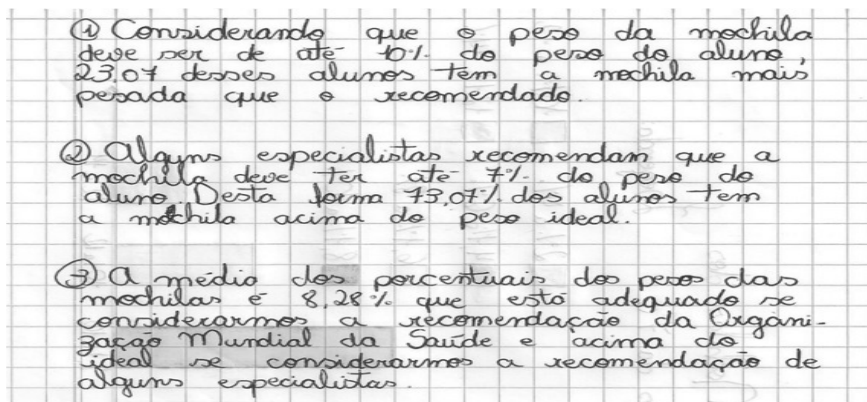 ① Considerando que o peso da mochila
deve ser de até 10% do peso do aluno,
23,07 desses alunos têm a mochila mais
pesada que o recomendado.
② Alguns especialistas recomendam que a
mochila deve ter até 7% do peso do
aluno. Desta forma 73,07% dos alunos tem
a mochila acima do peso ideal.
③ A média dos porcentuais dos pesos das
mochilas é 8,28% que está adequado se
considerarmos a recomendação da Organi-
zação Mundial da Saúde e acima do
ideal se considerarmos a recomendação de
alguns especialistas.